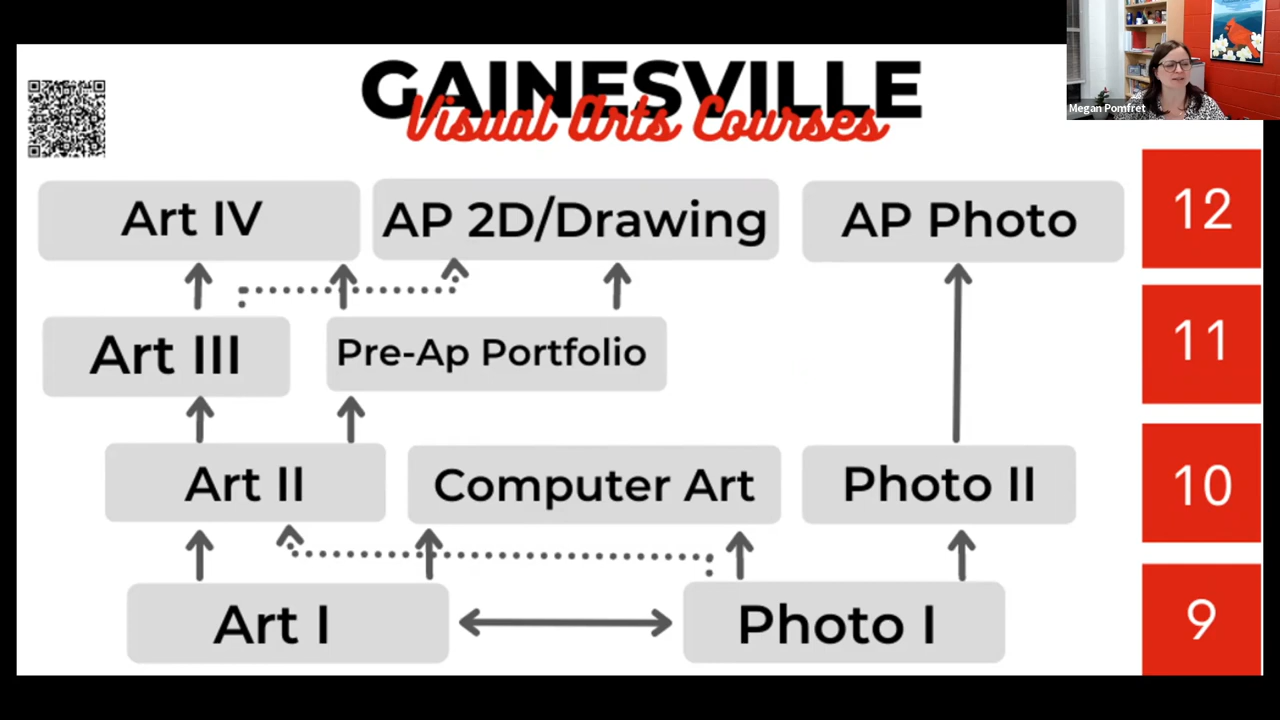 GAINESVILLE
Visual Arts Courses
Megan Pomfret
Art IV
AP 2D/Drawing
AP Photo
12
Art III
Pre-Ap Portfolio
11
Art II
Computer Art
Photo II
10
Art I
Photo I
9